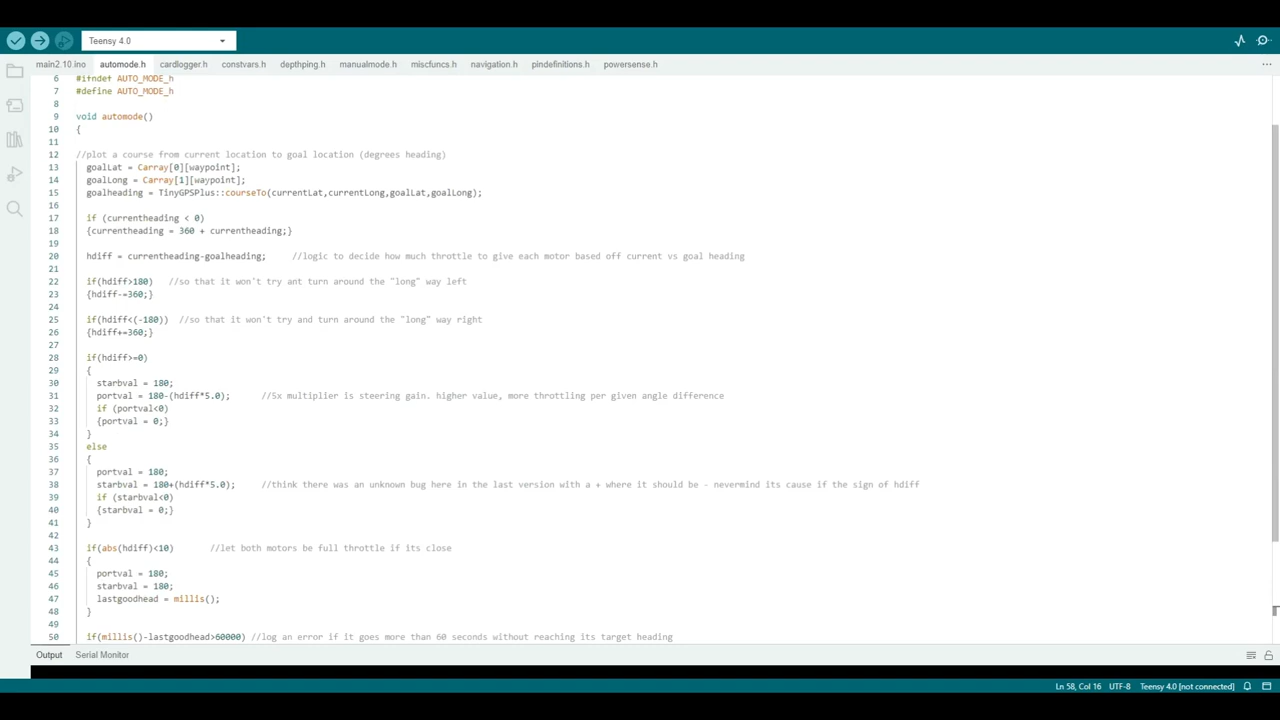 Teensy 4.0
main2.10.ino automode.h cardlogger.h constvars.h depthping.h manualmode.h miscfuncs.h navigation.h pindefinitions.h powersense.h ...
6 #ifndef AUTO_MODE_h
7 #define AUTO_MODE_h
8
9 void automode()
10 {
11
12 //plot a course from current location to goal location (degrees heading)
13 goalLat = Carray[0][waypoint];
14 goalLong = Carray[1][waypoint];
15 goalheading = TinyGPSPlus::courseTo(currentLat,currentLong,goalLat,goalLong);
16
17 if (currentheading < 0)
18 {currentheading = 360 + currentheading;}
19
20 hdiff = currentheading-goalheading; //logic to decide how much throttle to give each motor based off current vs goal heading
21
22 if(hdiff>180) //so that it won't try ant turn around the "long" way left
23 {hdiff-=360;}
24
25 if(hdiff<(-180)) //so that it won't try and turn around the "long" way right
26 {hdiff+=360;}
27
28 if(hdiff>=0)
29 {
30 starbval = 180;
31 portval = 180-(hdiff*5.0); //5x multiplier is steering gain. higher value, more throttling per given angle difference
32 if (portval<0)
33 {portval = 0;}
34 }
35 else
36 {
37 portval = 180;
38 starbval = 180+(hdiff*5.0); //think there was an unknown bug here in the last version with a + where it should be - nevermind its cause if the sign of hdiff
39 if (starbval<0)
40 {starbval = 0;}
41 }
42
43 if(abs(hdiff)<10) //let both motors be full throttle if its close
44 {
45 portval = 180;
46 starbval = 180;
47 lastgoodhead = millis();
48 }
49
50 if(millis()-lastgoodhead>60000) //log an error if it goes more than 60 seconds without reaching its target heading
Output Serial Monitor
Ln 58, Col 16 UTF-8 Teensy 4.0 [not connected]